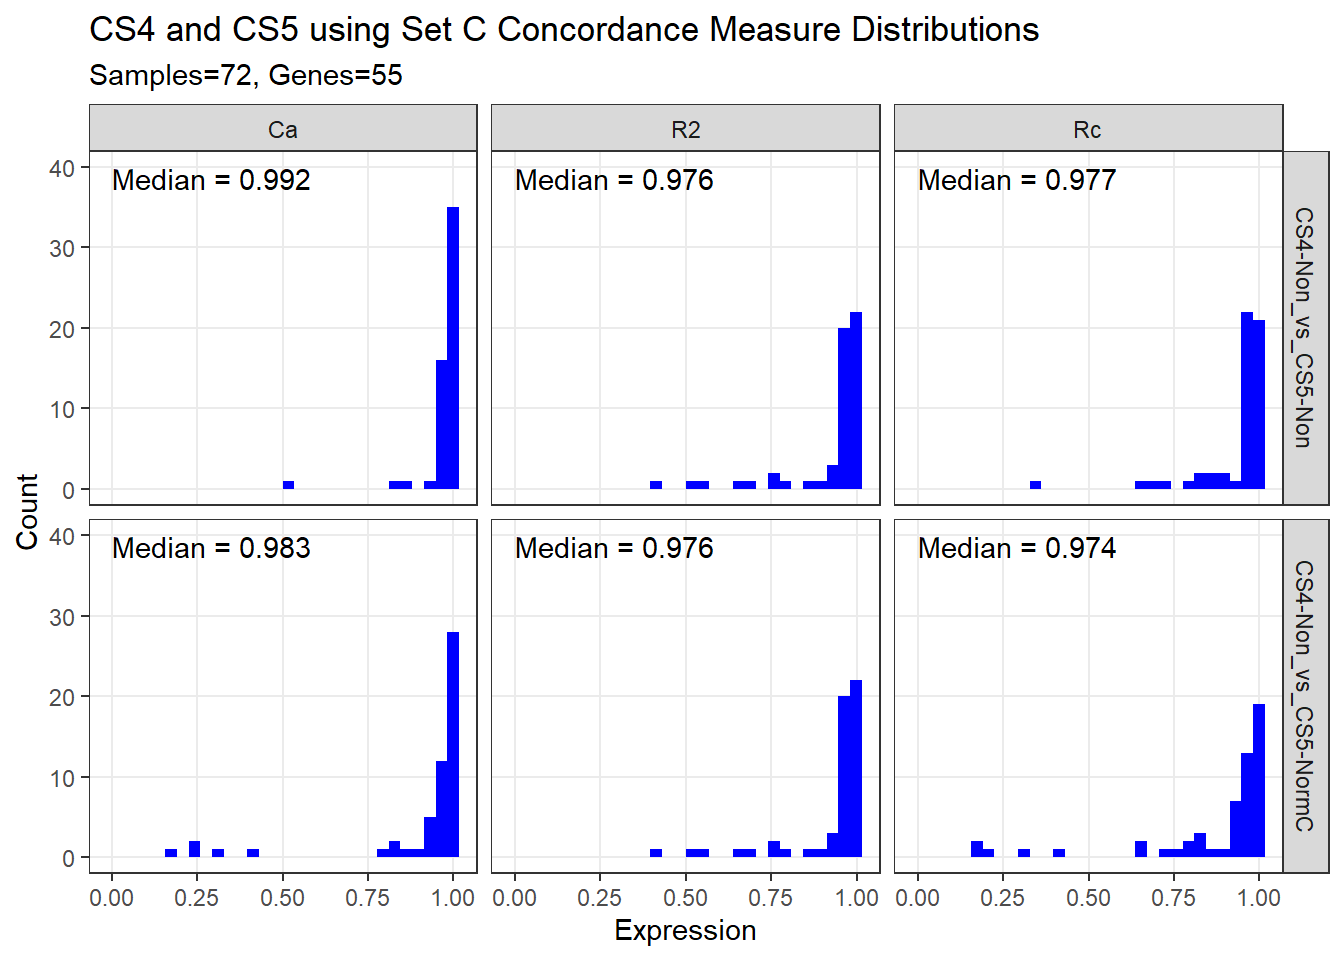 CS4 and CS5 using Set C Concordance Measure Distributions
Samples=72, Genes=55
Ca
R2
Rc
Median = 0.992
Median = 0.976
Median = 0.977
CS4-Non_vs_CS5-Non
40
30
20
10
0
Count
Median = 0.983
Median = 0.976
Median = 0.974
CS4-Non_vs_CS5-NormC
40
30
20
10
0
0.00 0.25 0.50 0.75 1.00
0.00 0.25 0.50 0.75 1.00
0.00 0.25 0.50 0.75 1.00
Expression